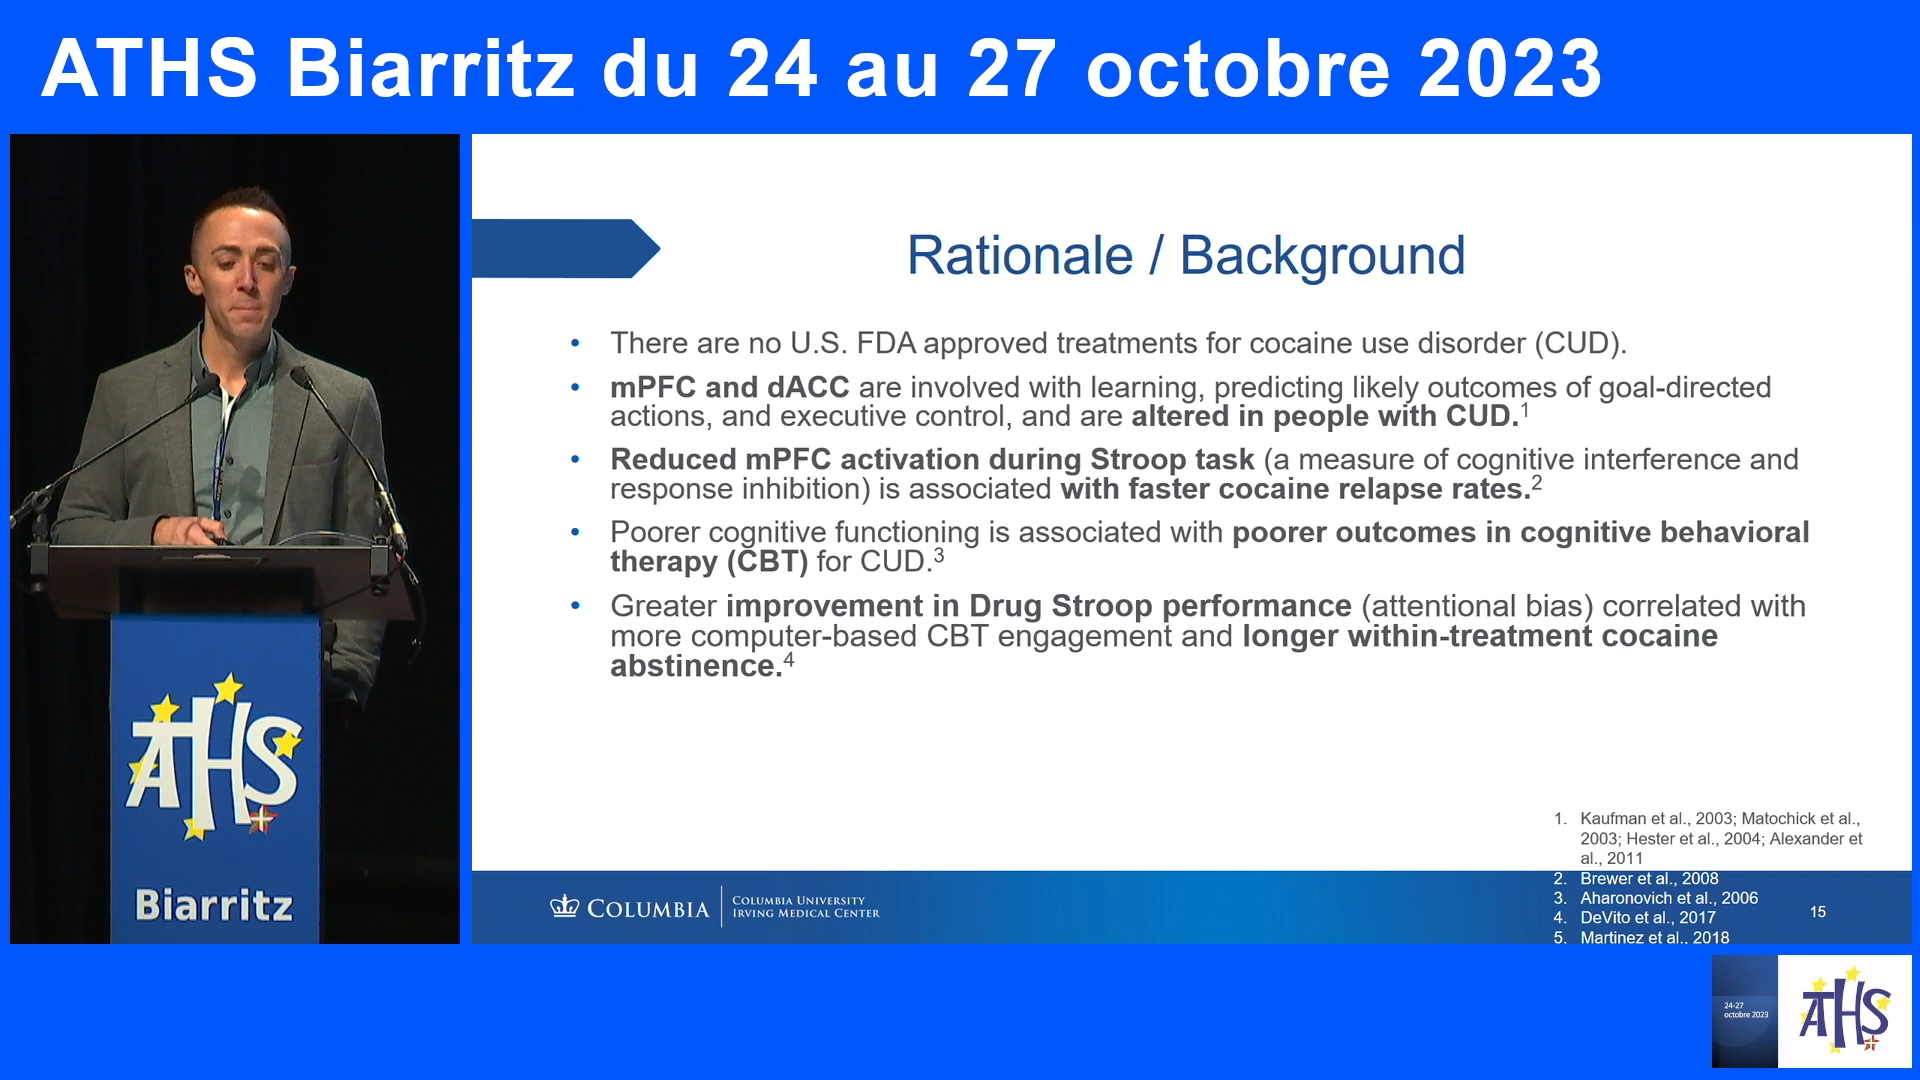 ATHS Biarritz du 24 au 27 octobre 2023
Rationale / Background
• There are no U.S. FDA approved treatments for cocaine use disorder (CUD).
• mPFC and dACC are involved with learning, predicting likely outcomes of goal-directed
actions, and executive control, and are altered in people with CUD.1
• Reduced mPFC activation during Stroop task (a measure of cognitive interference and
response inhibition) is associated with faster cocaine relapse rates.2
• Poorer cognitive functioning is associated with poorer outcomes in cognitive behavioral
therapy (CBT) for CUD.3
• Greater improvement in Drug Stroop performance (attentional bias) correlated with
more computer-based CBT engagement and longer within-treatment cocaine
abstinence.4
1. Kaufman et al., 2003; Matochick et al.,
2003; Hester et al., 2004; Alexander et
al., 2011
2. Brewer et al., 2008
3. Aharonovich et al., 2006
4. DeVito et al., 2017
5. Martinez et al., 2018
COLUMBIA
COLUMBIA UNIVERSITY
IRVING MEDICAL CENTER
15
ATHS
Biarritz
24-27
octobre 2023
ATHS